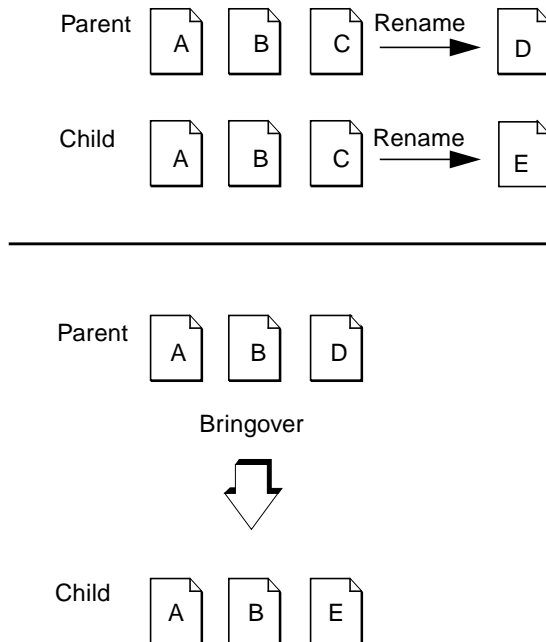 Parent A B C Rename D
Child A B C Rename E
Parent A B D
Bringover
Child A B E